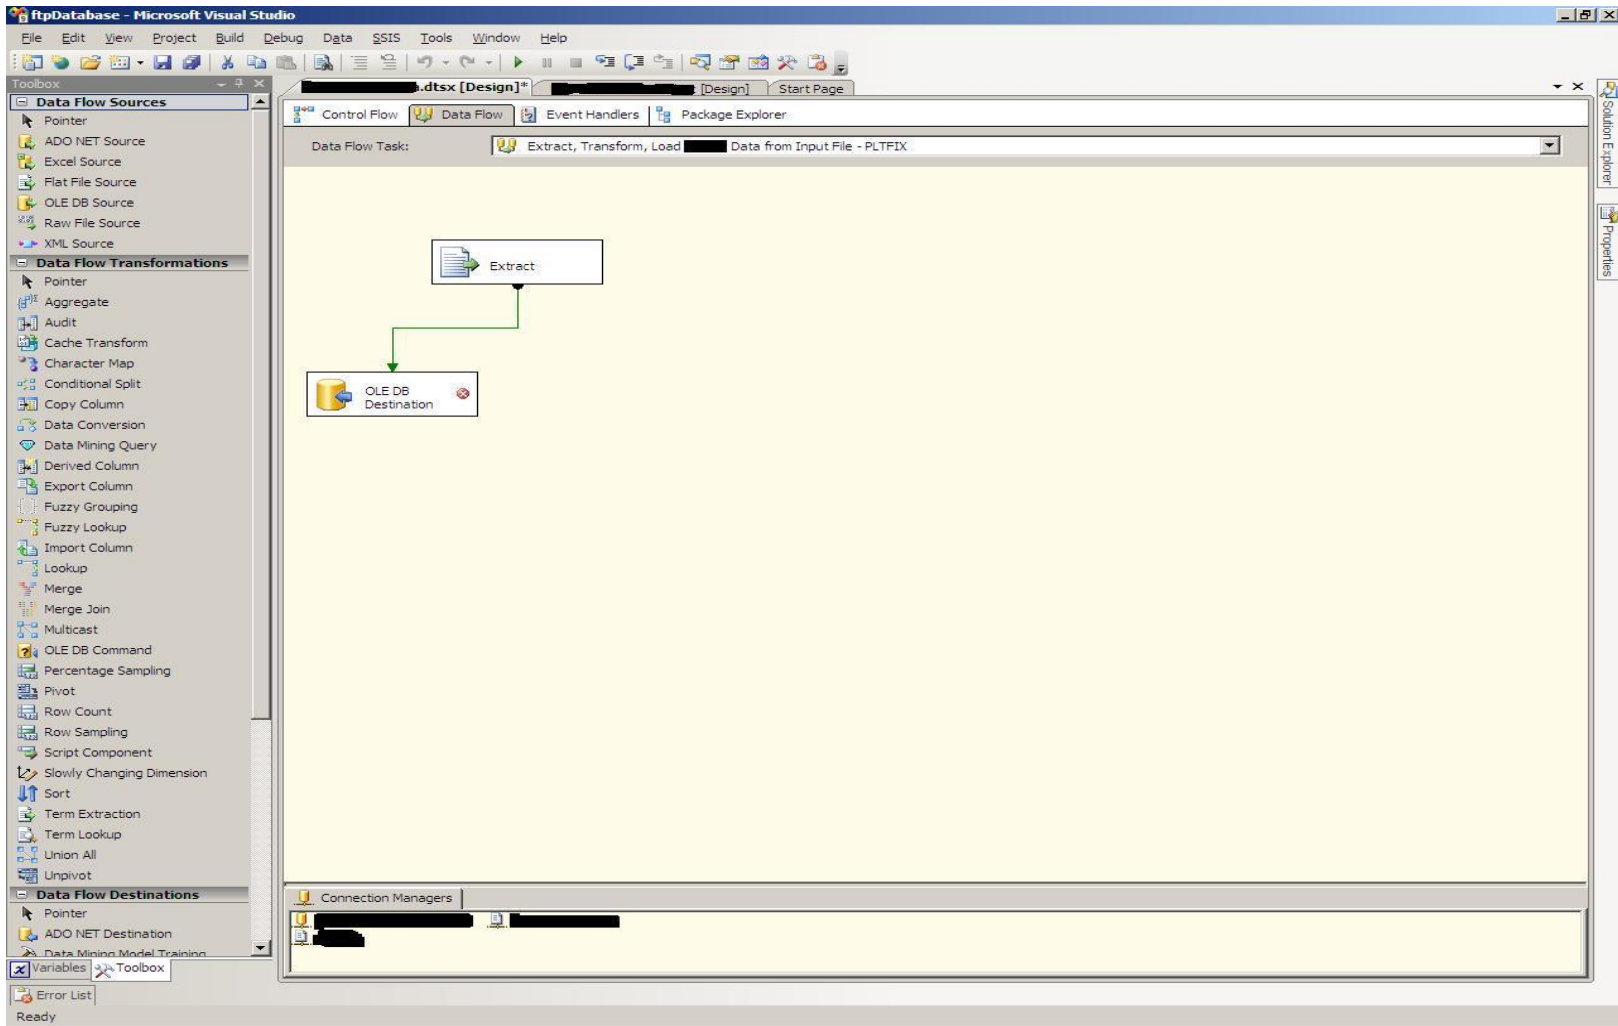 ftpDatabase - Microsoft Visual Studio
File Edit View Project Build Debug Data SSIS Tools Window Help
Toolbox
.dtsx [Design]* [Design] Start Page
Data Flow Sources
Pointer
ADO NET Source
Excel Source
Flat File Source
OLE DB Source
Raw File Source
XML Source
Data Flow Transformations
Pointer
Aggregate
Audit
Cache Transform
Character Map
Conditional Split
Copy Column
Data Conversion
Data Mining Query
Derived Column
Export Column
Fuzzy Grouping
Fuzzy Lookup
Import Column
Lookup
Merge
Merge Join
Multicast
OLE DB Command
Percentage Sampling
Pivot
Row Count
Row Sampling
Script Component
Slowly Changing Dimension
Sort
Term Extraction
Term Lookup
Union All
Unpivot
Data Flow Destinations
Pointer
ADO NET Destination
Data Mining Model Training
Variables Toolbox
Error List
Ready
Control Flow Data Flow Event Handlers Package Explorer
Data Flow Task: Extract, Transform, Load Data from Input File - PLTFIX
Extract
OLE DB
Destination
Connection Managers
Solution Explorer
Properties